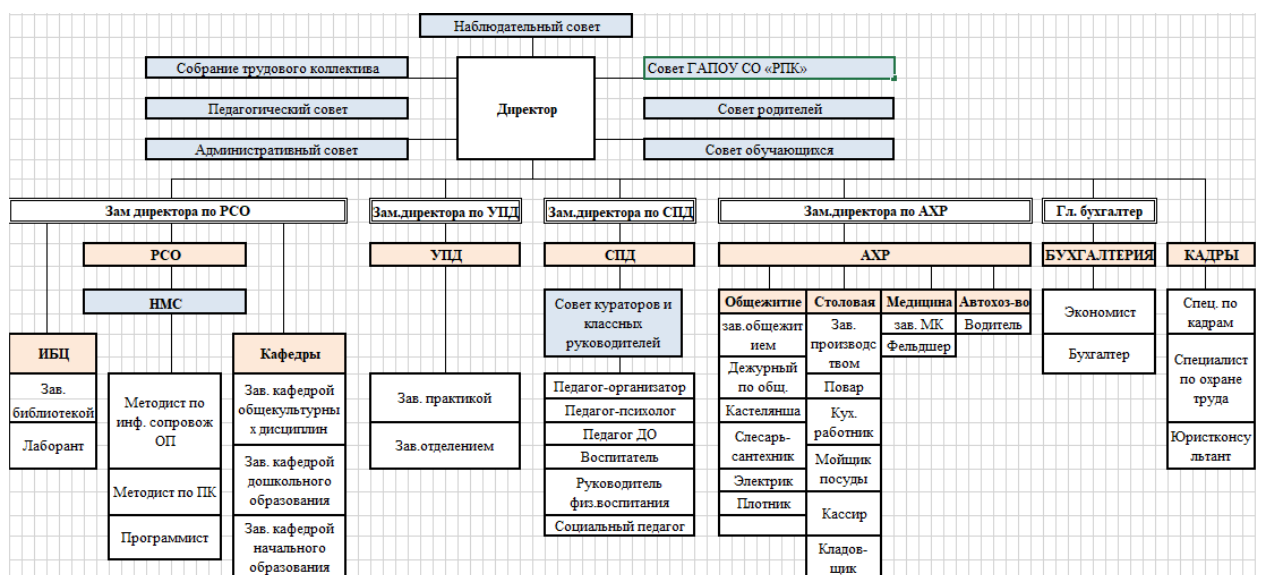 Наблюдательный совет
Собрание трудового коллектива
Совет ГАПОУ СО «РПК»
Педагогический совет
Директор
Совет родителей
Административный совет
Совет обучающихся
Зам директора по РСО
Зам.директора по УПД
Зам.директора по СПД
Зам.директора по АХР
Гл. бухгалтер
РСО
УПД
СПД
АХР
БУХГАЛТЕРИЯ
КАДРЫ
НМС
ИБЦ
Зав.
библиотекой
Лаборант
Методист по
инф. сопровож
ОП
Методист по ПК
Программист
Кафедры
Зав. кафедрой
общекультурны
х дисциплин
Зав. кафедрой
дошкольного
образования
Зав. кафедрой
начального
образования
Зав. практикой
Зав.отделением
Совет кураторов и
классных
руководителей
Педагог-организатор
Педагог-психолог
Педагог ДО
Воспитатель
Руководитель
физ.воспитания
Социальный педагог
Общежитие
зав.общежит
ием
Дежурный
по общ.
Кастелянша
Слесарь-
сантехник
Электрик
Плотник
Столовая
Зав.
производс
твом
Повар
Кух.
работник
Мойщик
посуды
Кассир
Кладов-
щик
Медицина
зав. МК
Фельдшер
Автохоз-во
Водитель
Экономист
Бухгалтер
Спец. по
кадрам
Специалист
по охране
труда
Юристконсу
льтант